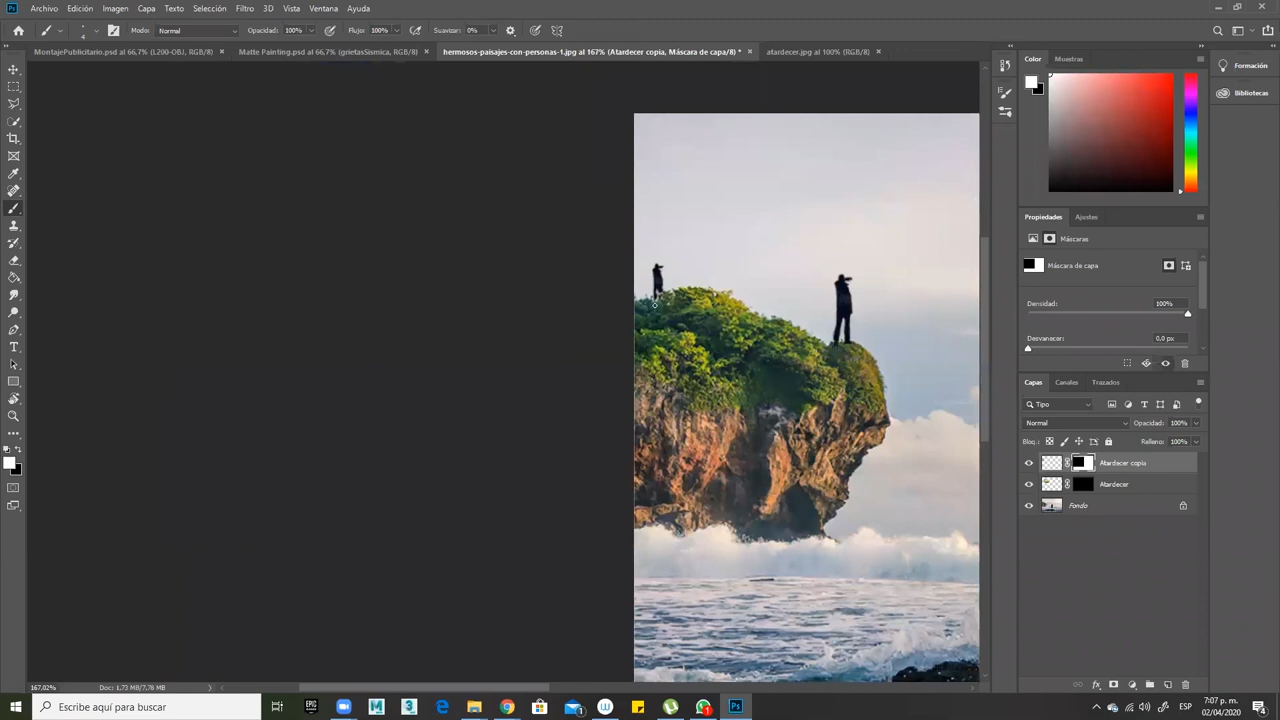 Ps Archivo Edición Imagen Capa Texto Selección Filtro 3D Vista Ventana Ayuda
4 Modo: Normal Opacidad: 100% Flujo: 100% Suavizar: 0%
MontajePublicitario.psd al 66,7% (L200-OBJ, RGB/8) × Matte Painting.psd al 66,7% (grietasSismica, RGB/8) × hermosos-paisajes-con-personas-1.jpg al 167% (Atardecer copia, Máscara de capa/8) * × atardecer.jpg al 100% (RGB/8) ×
Color Muestras
Formación
Bibliotecas
Propiedades Ajustes
Máscaras
Máscara de capa
Densidad: 100%
Desvanecer: 0,0 px
Capas Canales Trazados
Tipo
Normal Opacidad: 100%
Bloq.: Relleno: 100%
Atardecer copia
Atardecer
Fondo
167,02% Doc: 1,73 MB/7,78 MB
Escribe aquí para buscar
ESP
7:07 p. m.
02/04/2020